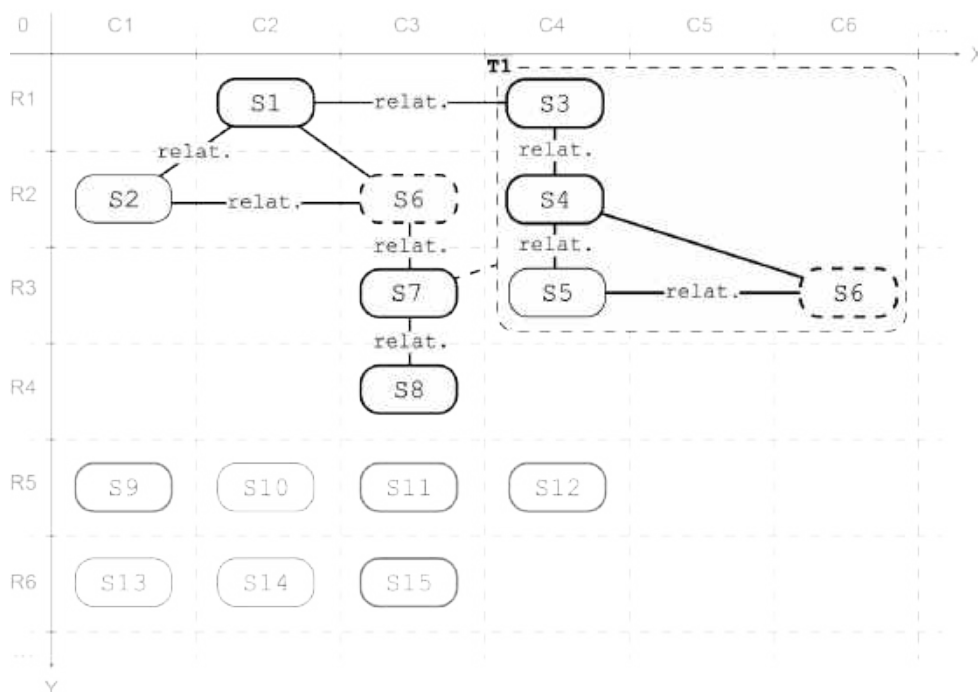 0 C1 C2 C3 C4 C5 C6 ...
X
T1
R1 S1 relat. S3
relat. relat.
R2 S2 relat. S6 S4
relat. relat.
R3 S7 S5 relat. S6
relat.
R4 S8
R5 S9 S10 S11 S12
R6 S13 S14 S15
...
Y